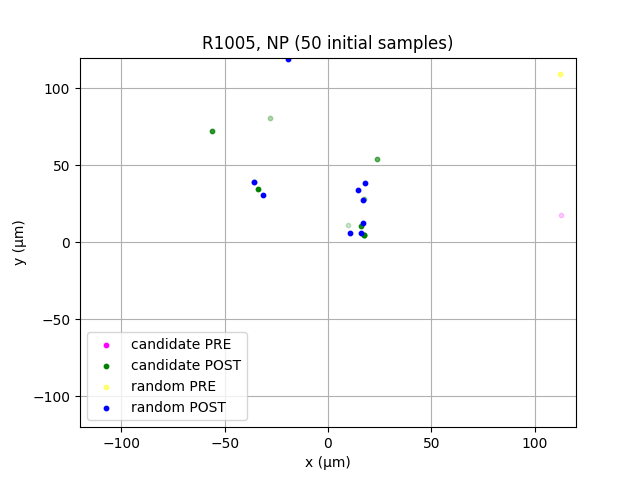 R1005, NP (50 initial samples)
100
50
0
−50
−100
y (µm)
candidate PRE
candidate POST
random PRE
random POST
−100
−50
0
50
100
x (µm)